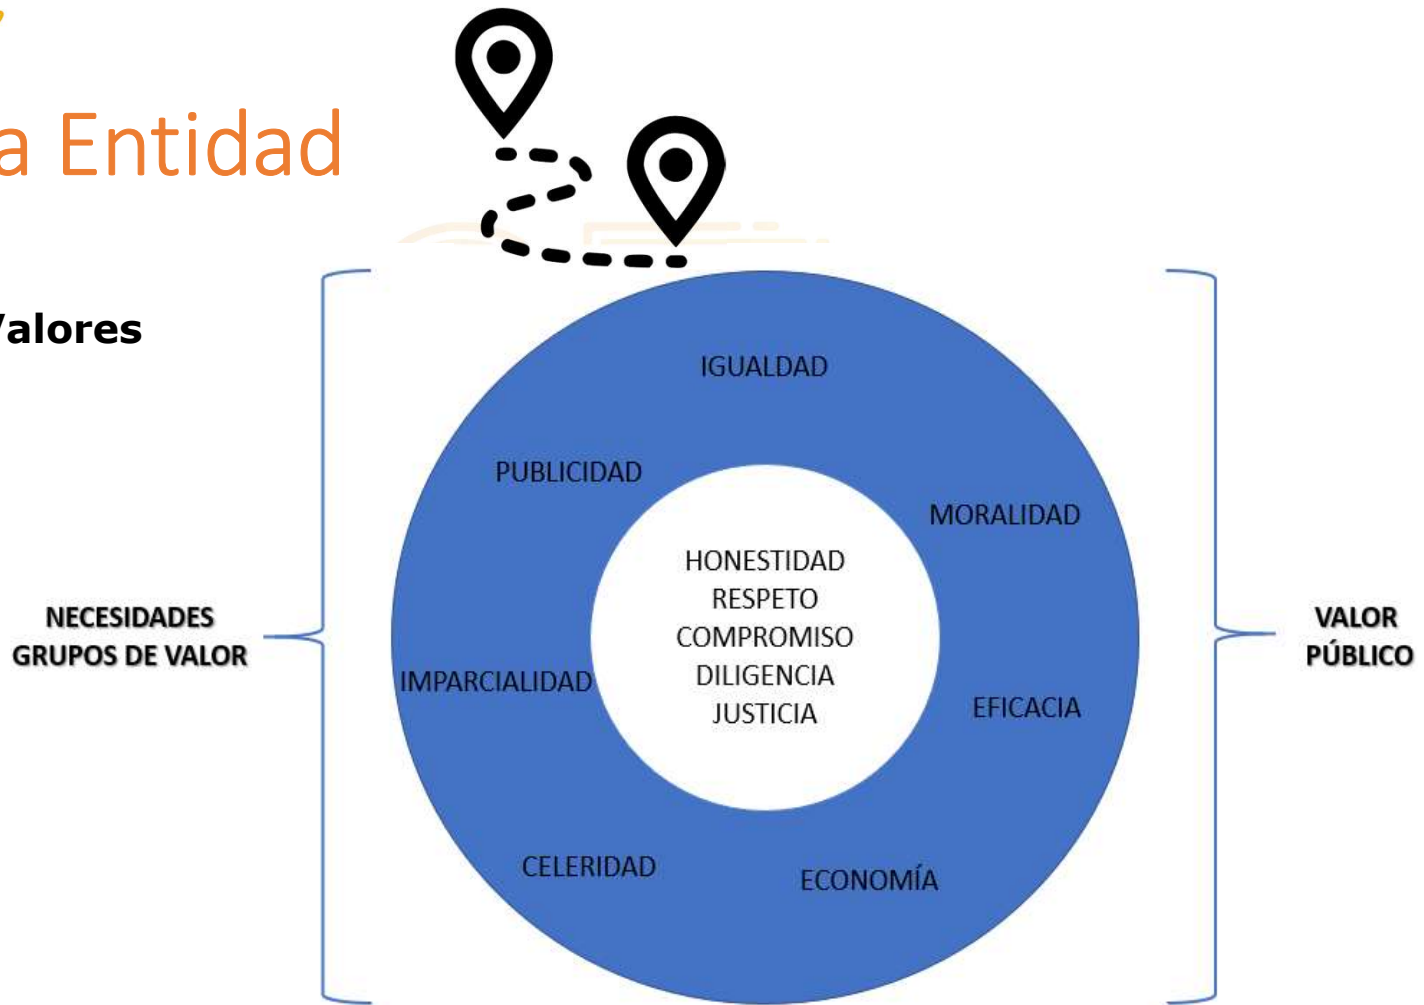 a Entidad
Valores
IGUALDAD
PUBLICIDAD
MORALIDAD
HONESTIDAD
RESPETO
COMPROMISO
DILIGENCIA
JUSTICIA
NECESIDADES
GRUPOS DE VALOR
VALOR
PÚBLICO
IMPARCIALIDAD
EFICACIA
CELERIDAD
ECONOMÍA